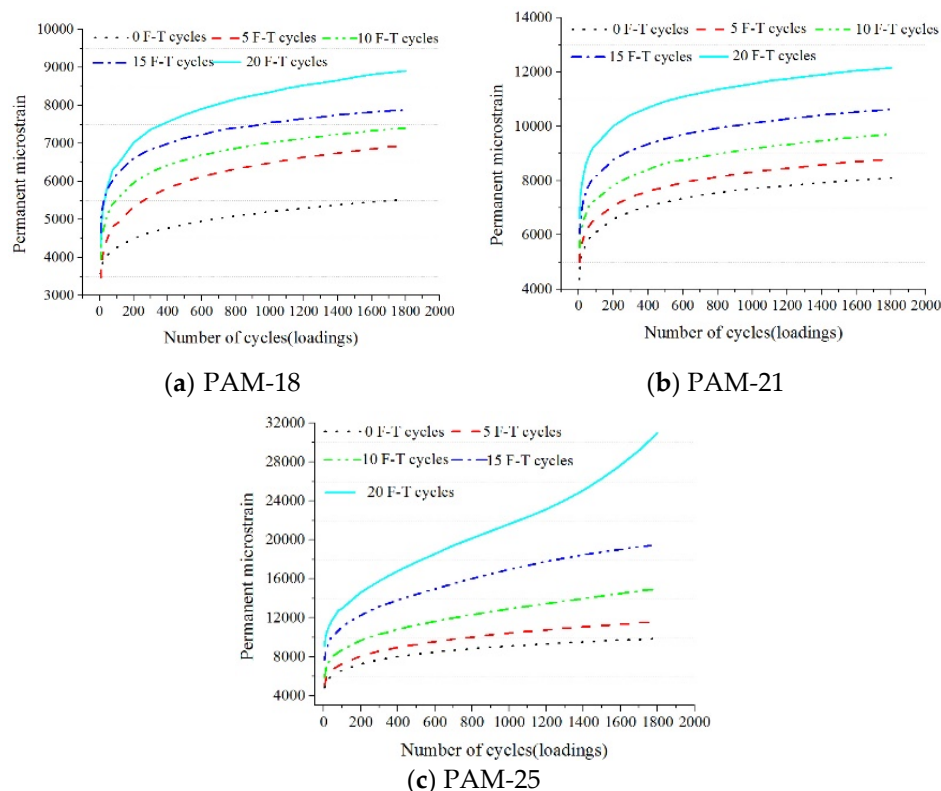 10000
9000
8000
7000
6000
5000
4000
3000
0 F-T cycles
5 F-T cycles
10 F-T cycles
15 F-T cycles
20 F-T cycles
Permanent microstrain
0 200 400 600 800 1000 1200 1400 1600 1800 2000
Number of cycles(loadings)
(a) PAM-18
14000
12000
10000
8000
6000
4000
0 F-T cycles
5 F-T cycles
10 F-T cycles
15 F-T cycles
20 F-T cycles
Permanent microstrain
0 200 400 600 800 1000 1200 1400 1600 1800 2000
Number of cycles(loadings)
(b) PAM-21
32000
28000
24000
20000
16000
12000
8000
4000
0 F-T cycles
5 F-T cycles
10 F-T cycles
15 F-T cycles
20 F-T cycles
Permanent microstrain
0 200 400 600 800 1000 1200 1400 1600 1800 2000
Number of cycles(loadings)
(c) PAM-25